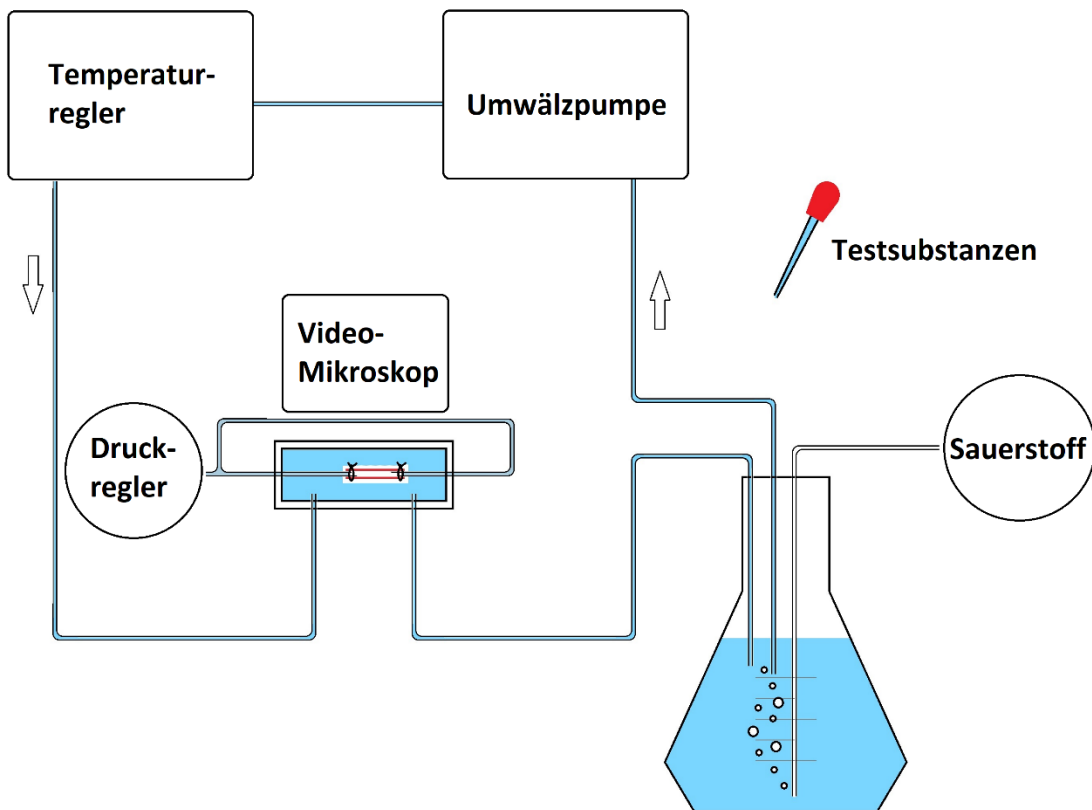 Temperatur-
regler
Umwälzpumpe
Testsubstanzen
Video-
Mikroskop
Druck-
regler
Sauerstoff